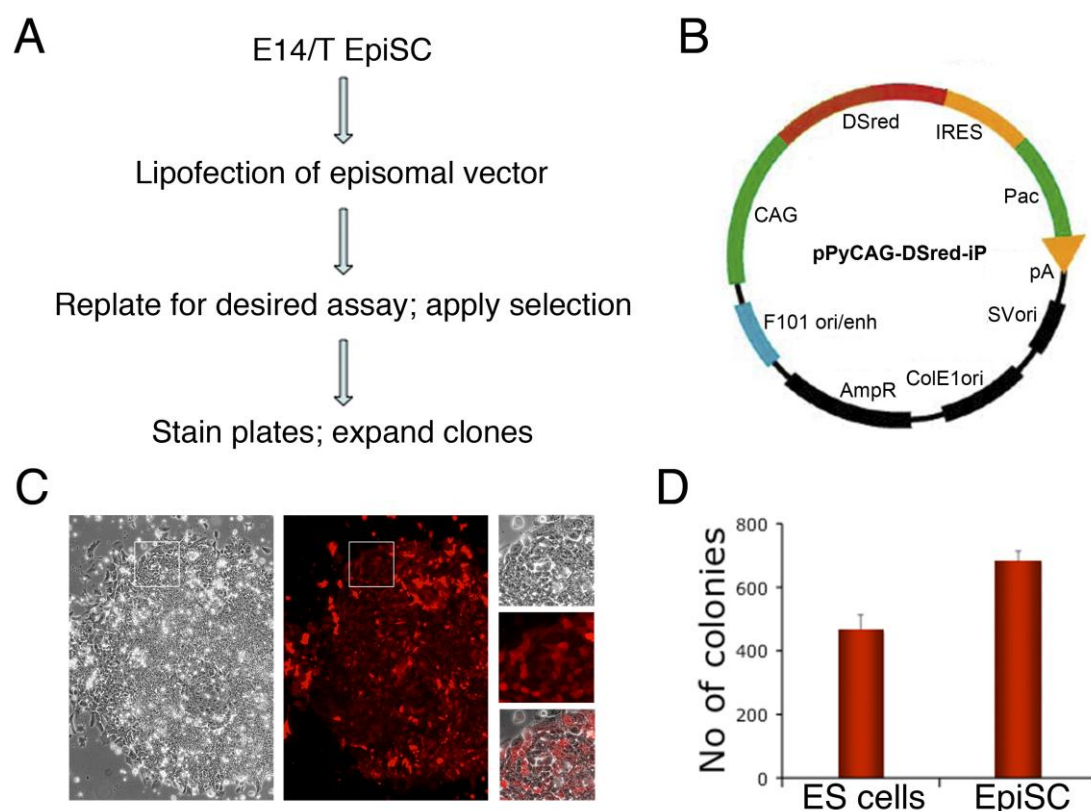 A
E14/T EpiSC
Lipofection of episomal vector
Replate for desired assay; apply selection
Stain plates; expand clones
B
DSred
IRES
CAG
Pac
pPyCAG-DSred-iP
pA
F101 ori/enh
SVori
AmpR
ColE1ori
C
D
No of colonies
800
600
400
200
0
ES cells
EpiSC